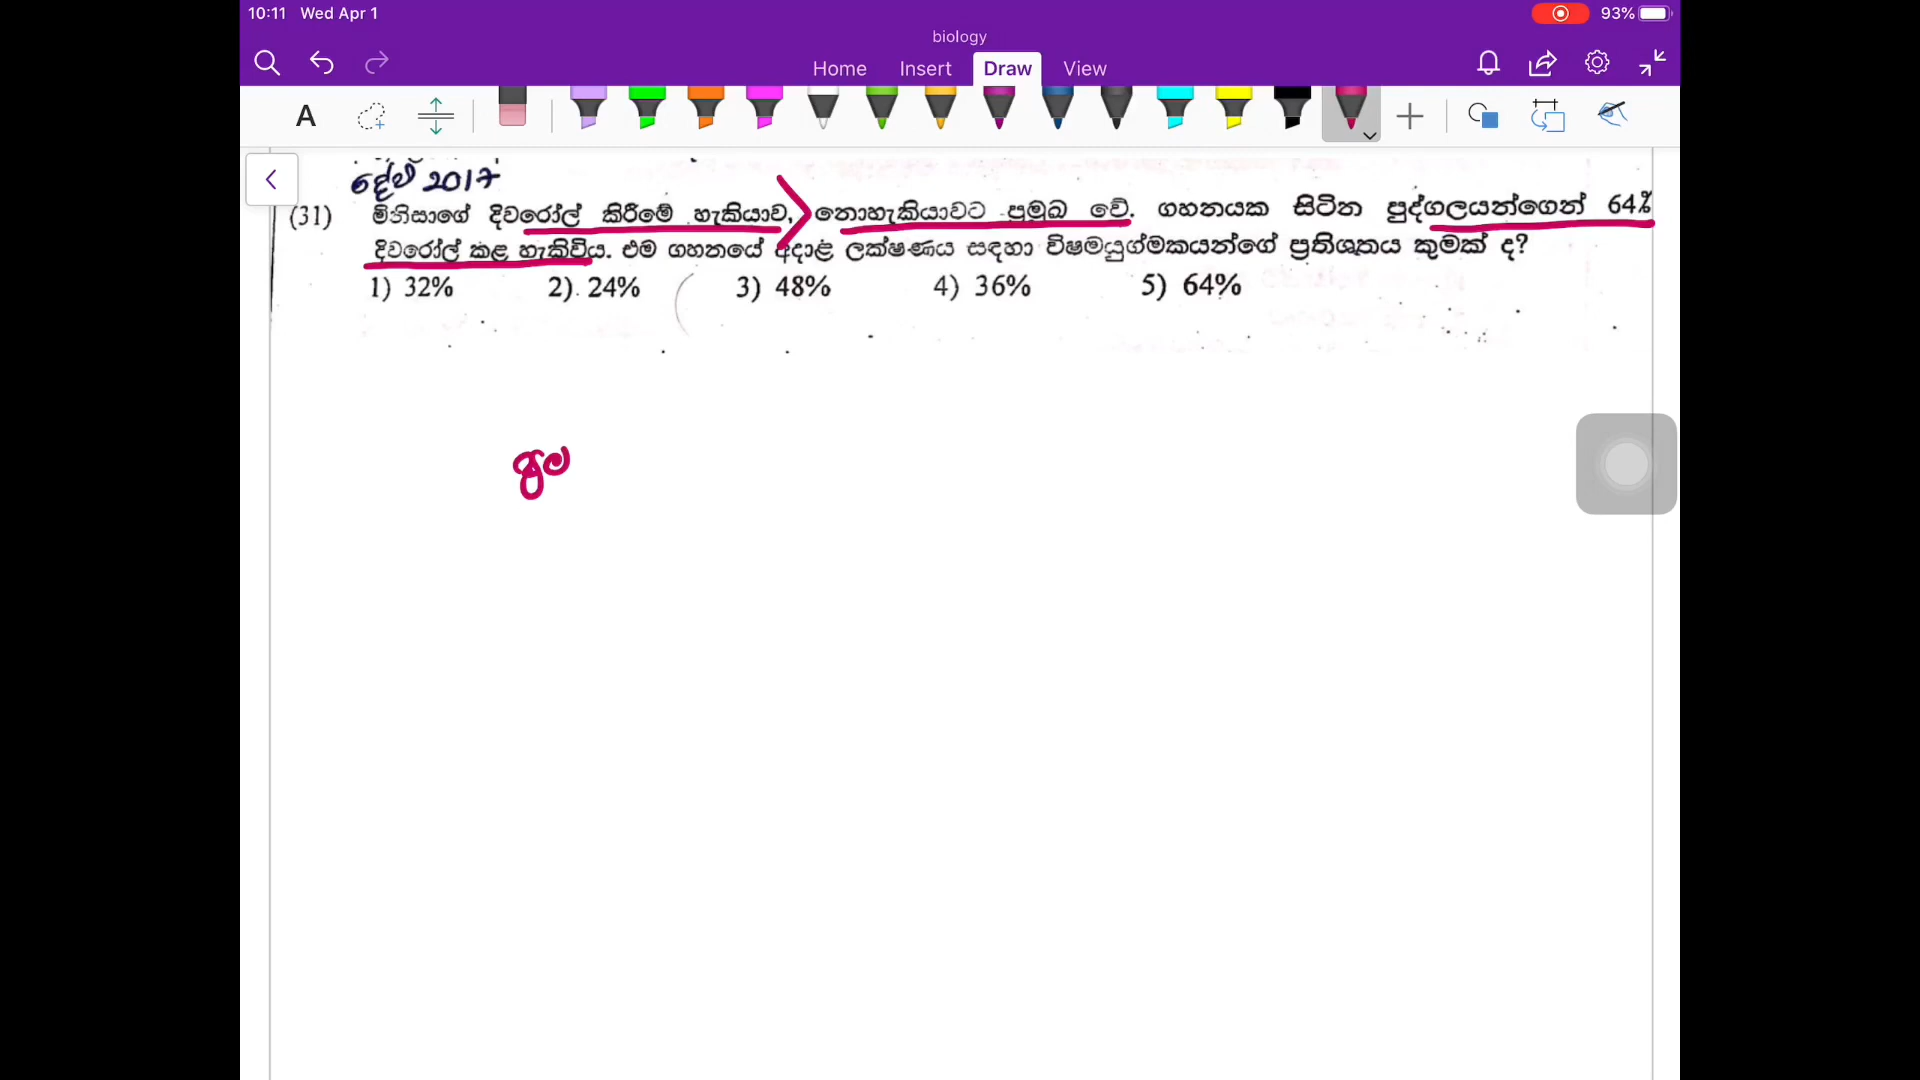 10:11 Wed Apr 1 93%
biology
Home Insert Draw View
A
දේවි 2017
(31) මිනිසාගේ දිවරෝල් කිරීමේ හැකියාව, නොහැකියාවට ප්‍රමුඛ වේ. ගහනයක සිටින පුද්ගලයන්ගෙන් 64%
දිවරෝල් කළ හැකිවිය. එම ගහනයේ අදාළ ලක්ෂණය සඳහා විෂමයුග්මකයන්ගේ ප්‍රතිශතය කුමක් ද?
1) 32% 2) 24% 3) 48% 4) 36% 5) 64%
ප්‍රම